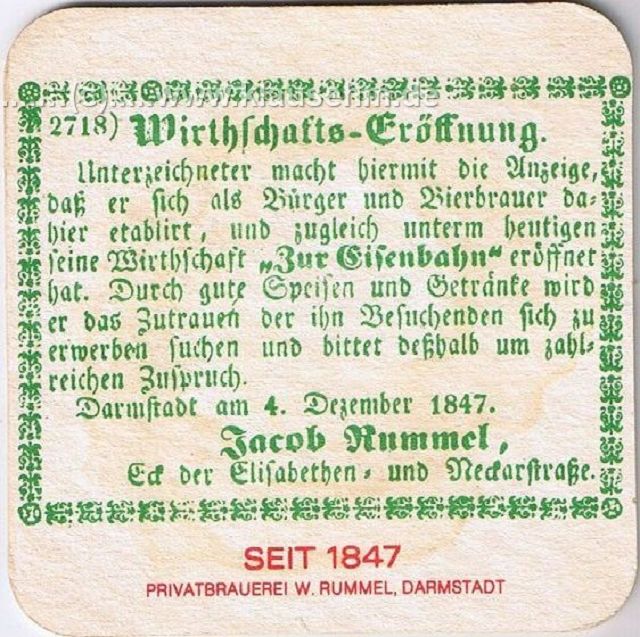 ...(c)... www.klausehm.de
2718) Wirthschafts-Eröffnung.
Unterzeichneter macht hiermit die Anzeige,
daß er sich als Bürger und Bierbrauer da-
hier etablirt, und zugleich unterm heutigen
seine Wirthschaft „Zur Eisenbahn“ eröffnet
hat. Durch gute Speisen und Getränke wird
er das Zutrauen der ihn Besuchenden sich zu
erwerben suchen und bittet deßhalb um zahl-
reichen Zuspruch.
Darmstadt am 4. Dezember 1847.
Jacob Rummel,
Eck der Elisabethen- und Neckarstraße.
SEIT 1847
PRIVATBRAUEREI W. RUMMEL, DARMSTADT